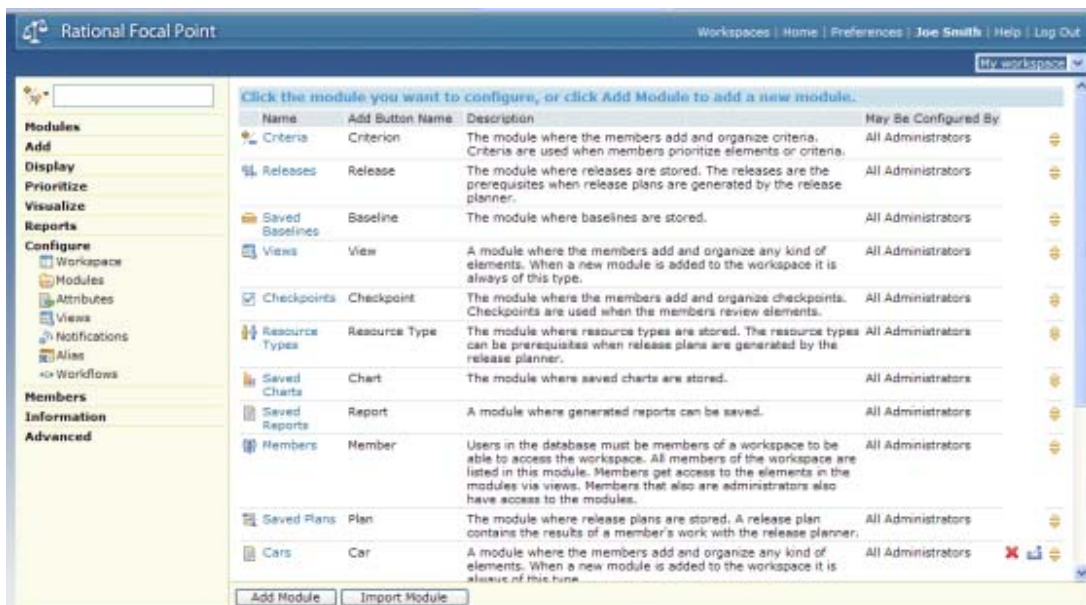 Rational Focal Point
Workspaces | Home | Preferences | Joe Smith | Help | Log Out
My workspace
Modules
Add
Display
Prioritize
Visualize
Reports
Configure
Workspace
Modules
Attributes
Views
Notifications
Alias
Workflows
Members
Information
Advanced
Click the module you want to configure, or click Add Module to add a new module.
Name Add Button Name Description May Be Configured By
Criteria Criterion The module where the members add and organize criteria. All Administrators
Criteria are used when members prioritize elements or criteria.
Releases Release The module where releases are stored. The releases are the All Administrators
prerequisites when release plans are generated by the release
planner.
Saved Baseline The module where baselines are stored. All Administrators
Baselines
Views View A module where the members add and organize any kind of All Administrators
elements. When a new module is added to the workspace it is
always of this type.
Checkpoints Checkpoint The module where the members add and organize checkpoints. All Administrators
Checkpoints are used when the members review elements.
Resource Resource Type The module where resource types are stored. The resource types All Administrators
Types can be prerequisites when release plans are generated by the
release planner.
Saved Chart The module where saved charts are stored. All Administrators
Charts
Saved Report A module where generated reports can be saved. All Administrators
Reports
Members Member Users in the database must be members of a workspace to be All Administrators
able to access the workspace. All members of the workspace are
listed in this module. Members get access to the elements in the
modules via views. Members that also are administrators also
have access to the modules.
Saved Plans Plan The module where release plans are stored. A release plan All Administrators
contains the results of a member's work with the release planner.
Cars Car A module where the members add and organize any kind of All Administrators
elements. When a new module is added to the workspace it is
always of this type.
Add Module Import Module